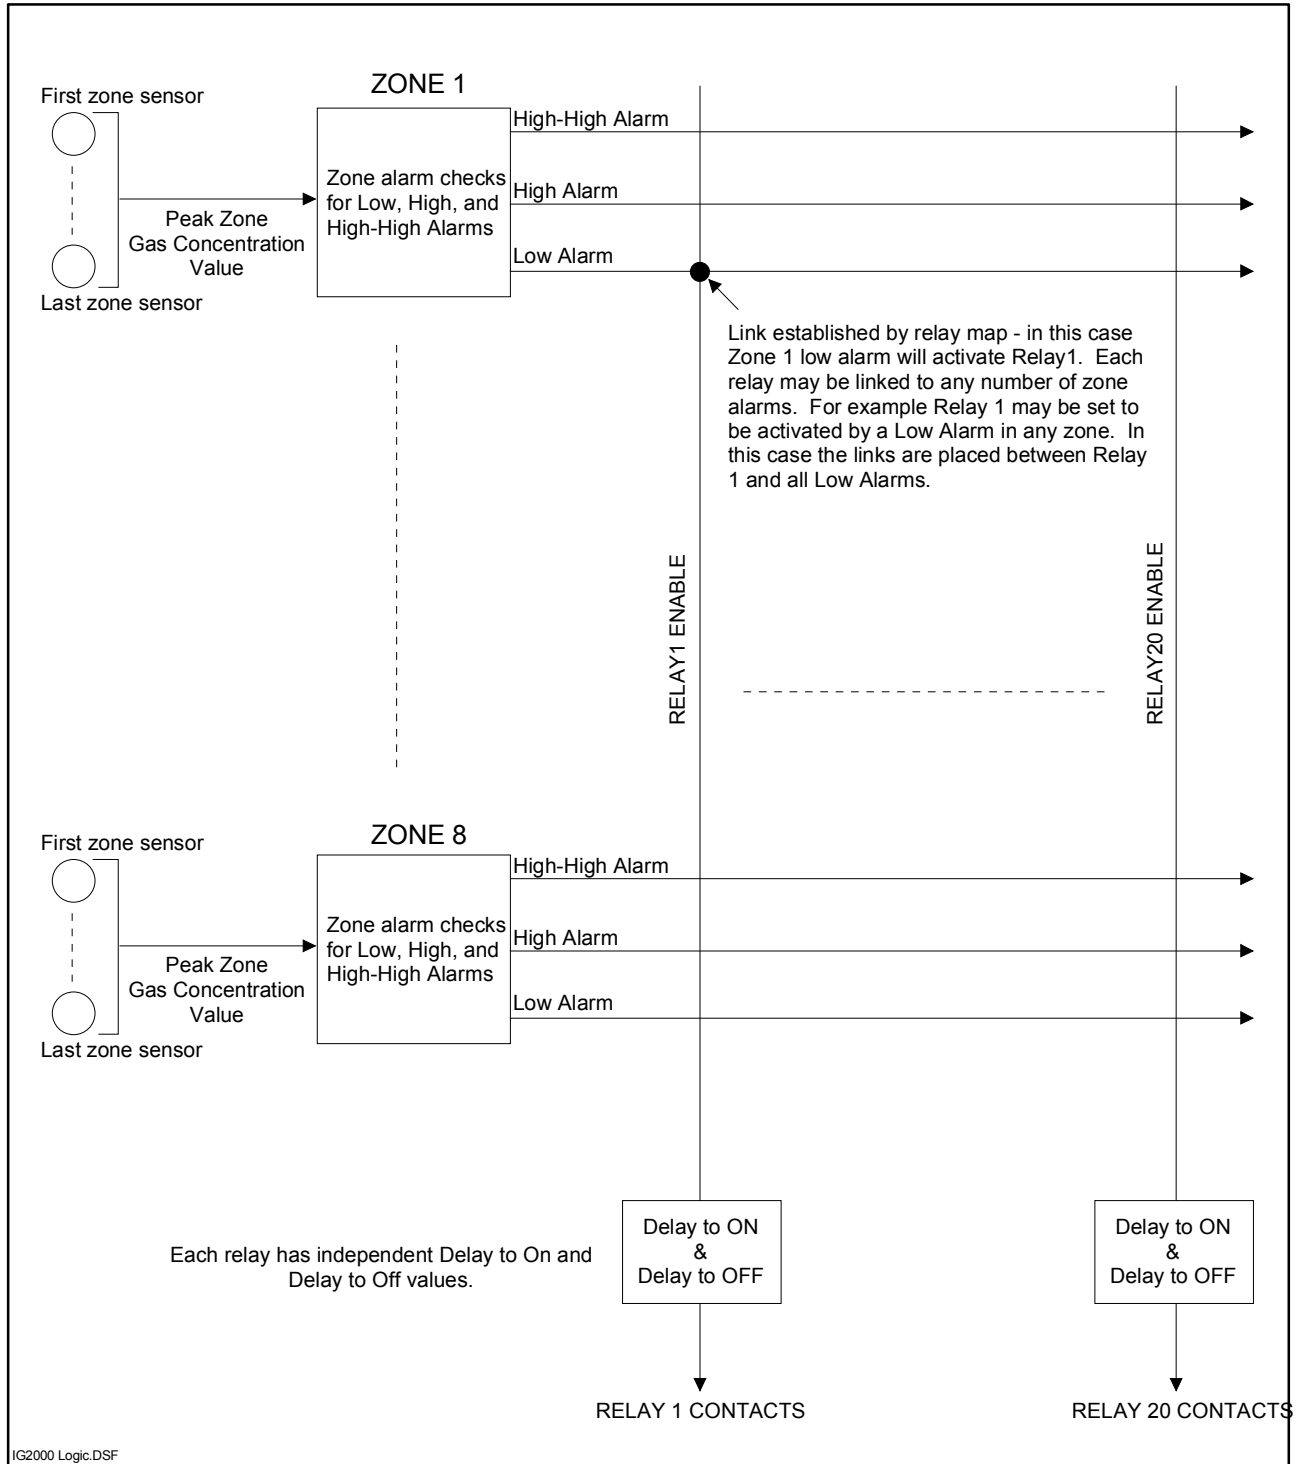 ZONE 1
First zone sensor
High-High Alarm
Zone alarm checks
for Low, High, and
High-High Alarms
High Alarm
Peak Zone
Gas Concentration
Value
Low Alarm
Last zone sensor
Link established by relay map - in this case
Zone 1 low alarm will activate Relay1.  Each
relay may be linked to any number of zone
alarms.  For example Relay 1 may be set to
be activated by a Low Alarm in any zone.  In
this case the links are placed between Relay
1 and all Low Alarms.
RELAY1 ENABLE
RELAY20 ENABLE
ZONE 8
First zone sensor
High-High Alarm
Zone alarm checks
for Low, High, and
High-High Alarms
High Alarm
Peak Zone
Gas Concentration
Value
Low Alarm
Last zone sensor
Each relay has independent Delay to On and
Delay to Off values.
Delay to ON
&
Delay to OFF
Delay to ON
&
Delay to OFF
RELAY 1 CONTACTS
RELAY 20 CONTACTS
IG2000 Logic.DSF